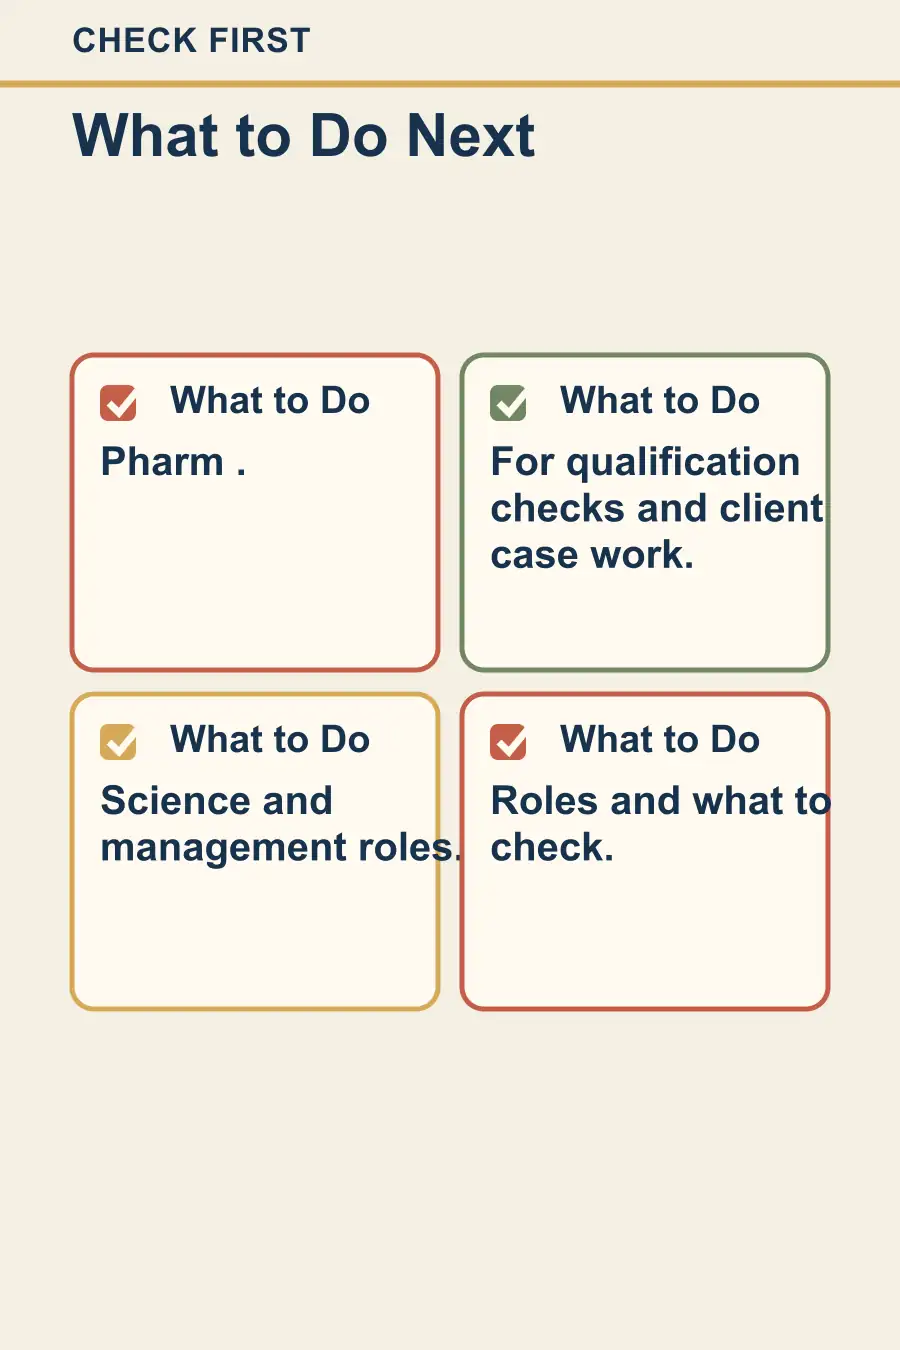 CHECK FIRST
What to Do Next
What to Do
Pharm .
What to Do
For qualification
checks and client
case work.
What to Do
Science and
management roles.
What to Do
Roles and what to
check.